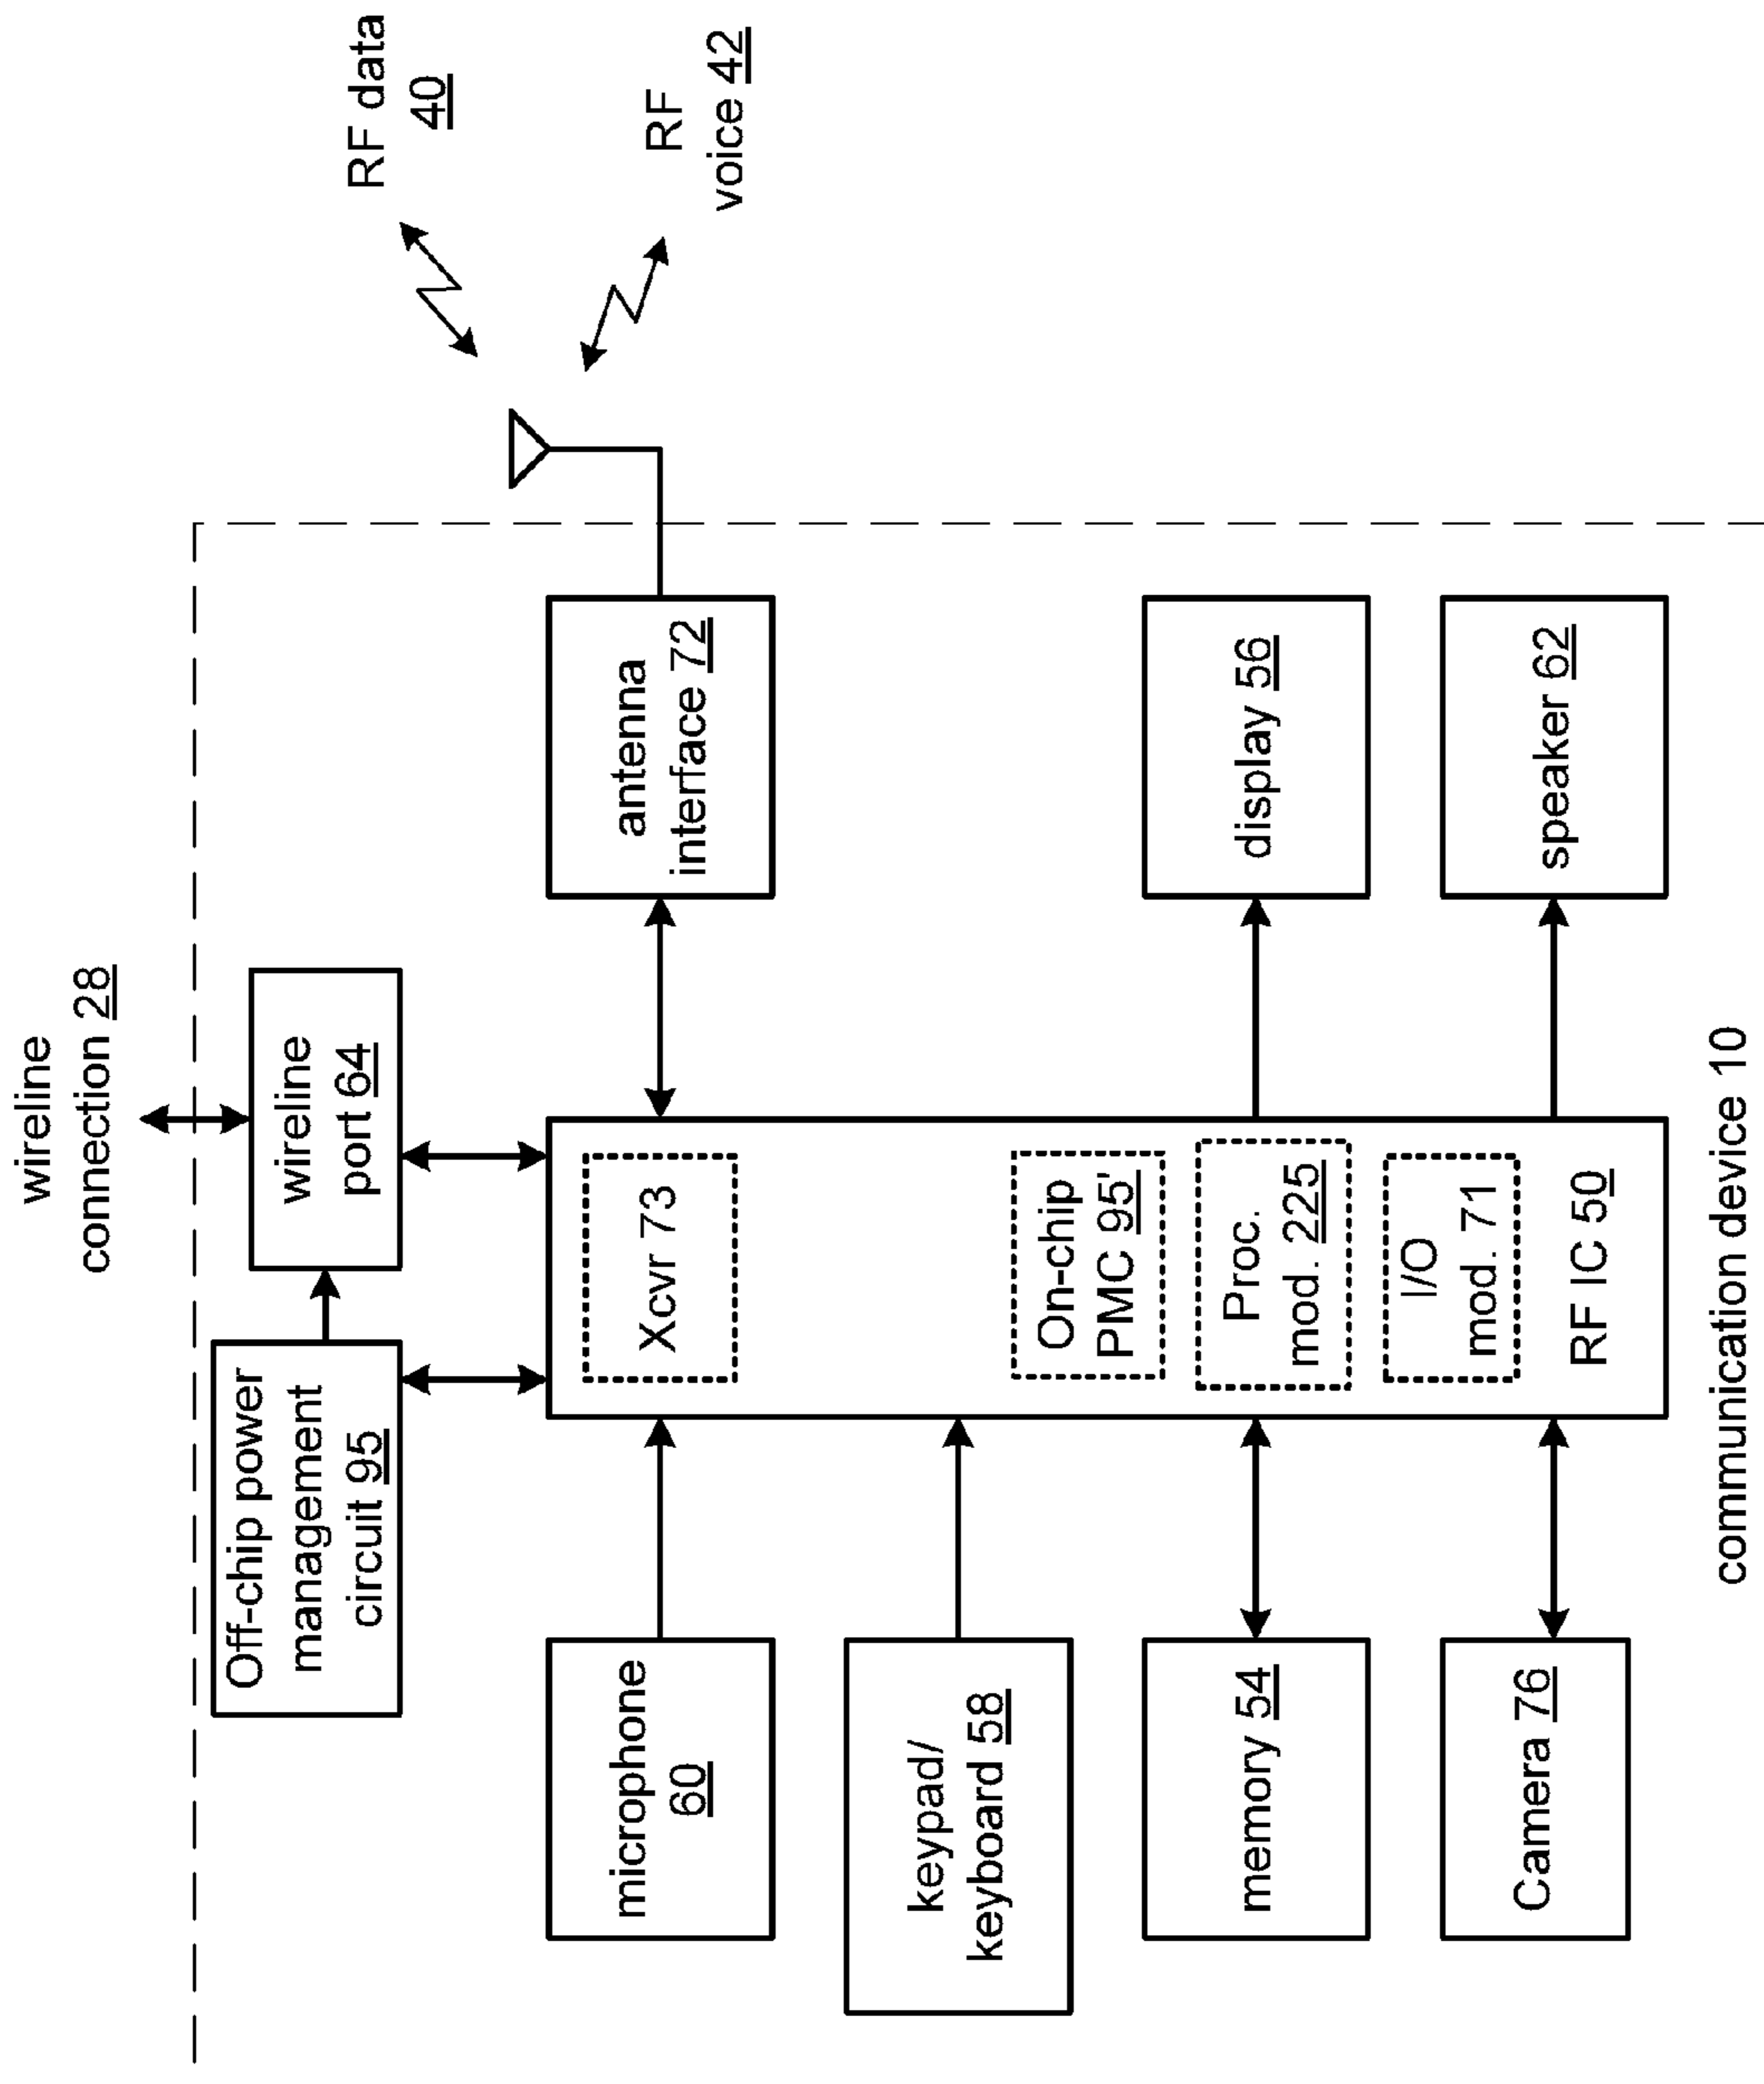 wireline
connection 28
RF data
40
RF
voice 42
Off-chip power
management
circuit 95
wireline
port 64
microphone
60
Xcvr 73
antenna
interface 72
keypad/
keyboard 58
On-chip
PMC 95'
memory 54
Proc.
mod. 225
display 56
Camera 76
I/O
mod. 71
RF IC 50
speaker 62
communication device 10